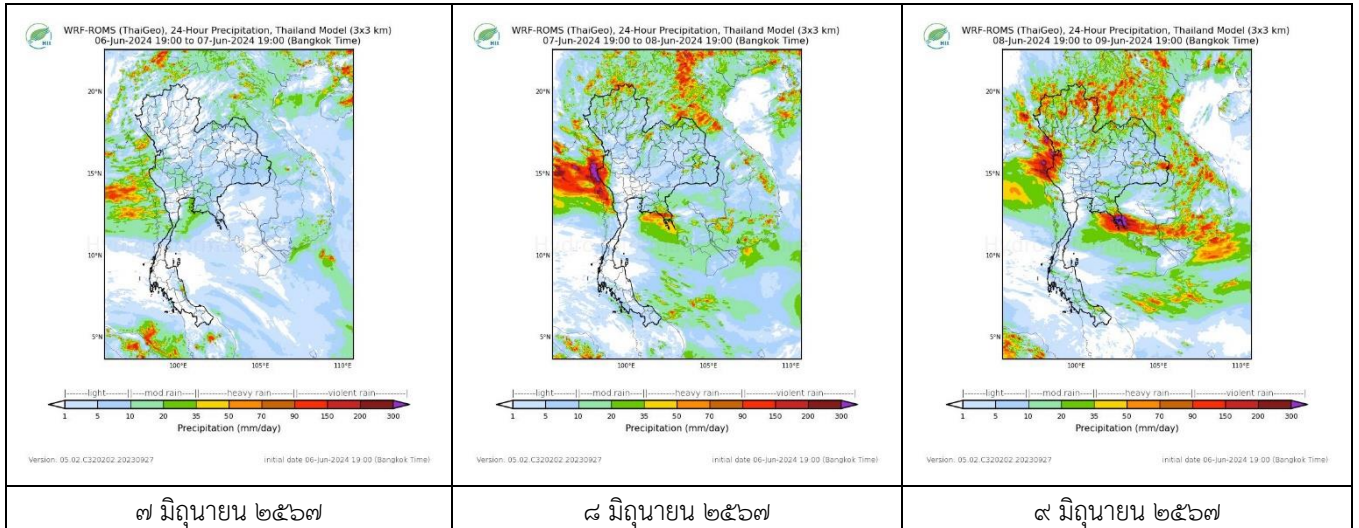 WRF-ROMS (ThaiGeo), 24-Hour Precipitation, Thailand Model (3x3 km)
06-Jun-2024 19:00 to 07-Jun-2024 19:00 (Bangkok Time)
20°N
15°N
10°N
5°N
100°E
105°E
110°E
light
mod rain
heavy rain
violent rain
1 5 10 20 35 50 70 90 150 200 300
Precipitation (mm/day)
Version: 05.02.C320202.20230927
initial date 06-Jun-2024 19:00 (Bangkok Time)
๗ มิถุนายน ๒๕๖๗
WRF-ROMS (ThaiGeo), 24-Hour Precipitation, Thailand Model (3x3 km)
07-Jun-2024 19:00 to 08-Jun-2024 19:00 (Bangkok Time)
20°N
15°N
10°N
5°N
100°E
105°E
110°E
light
mod rain
heavy rain
violent rain
1 5 10 20 35 50 70 90 150 200 300
Precipitation (mm/day)
Version: 05.02.C320202.20230927
initial date 06-Jun-2024 19:00 (Bangkok Time)
๘ มิถุนายน ๒๕๖๗
WRF-ROMS (ThaiGeo), 24-Hour Precipitation, Thailand Model (3x3 km)
08-Jun-2024 19:00 to 09-Jun-2024 19:00 (Bangkok Time)
20°N
15°N
10°N
5°N
100°E
105°E
110°E
light
mod rain
heavy rain
violent rain
1 5 10 20 35 50 70 90 150 200 300
Precipitation (mm/day)
Version: 05.02.C320202.20230927
initial date 06-Jun-2024 19:00 (Bangkok Time)
๙ มิถุนายน ๒๕๖๗